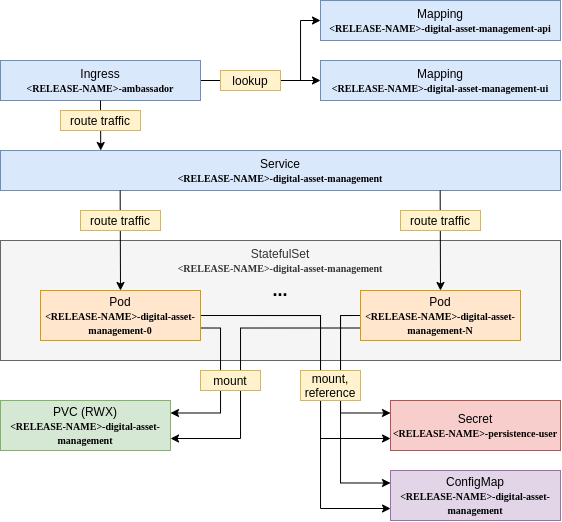 Mapping
<RELEASE-NAME>-digital-asset-management-api
Ingress
<RELEASE-NAME>-ambassador
lookup
Mapping
<RELEASE-NAME>-digital-asset-management-ui
route traffic
Service
<RELEASE-NAME>-digital-asset-management
route traffic
route traffic
StatefulSet
<RELEASE-NAME>-digital-asset-management
...
Pod
<RELEASE-NAME>-digital-asset-
management-0
Pod
<RELEASE-NAME>-digital-asset-
management-N
mount
mount,
reference
PVC (RWX)
<RELEASE-NAME>-digital-asset-
management
Secret
<RELEASE-NAME>-persistence-user
ConfigMap
<RELEASE-NAME>-digital-asset-
management